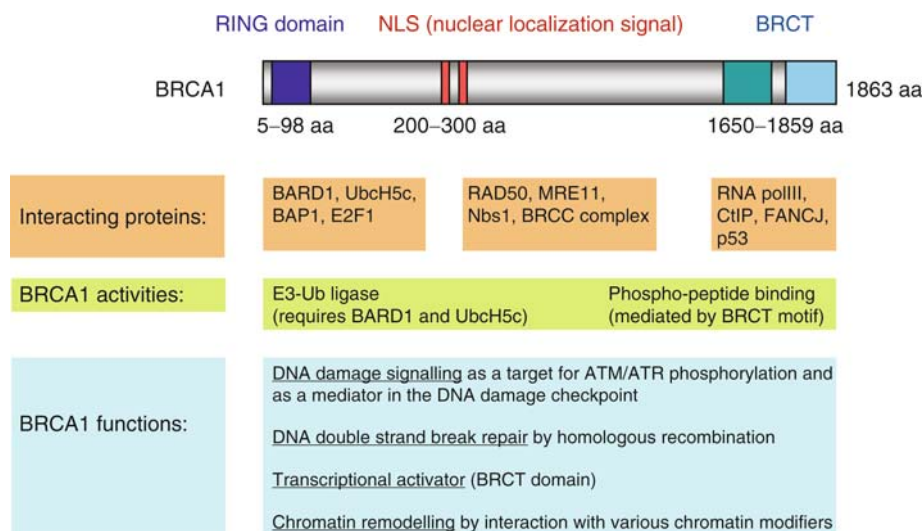 RING domain NLS (nuclear localization signal) BRCT
BRCA1 1863 aa
5–98 aa 200–300 aa 1650–1859 aa
Interacting proteins:
BARD1, UbcH5c,
BAP1, E2F1
RAD50, MRE11,
Nbs1, BRCC complex
RNA polIII,
CtIP, FANCJ,
p53
BRCA1 activities:
E3-Ub ligase
(requires BARD1 and UbcH5c)
Phospho-peptide binding
(mediated by BRCT motif)
BRCA1 functions:
DNA damage signalling as a target for ATM/ATR phosphorylation and
as a mediator in the DNA damage checkpoint
DNA double strand break repair by homologous recombination
Transcriptional activator (BRCT domain)
Chromatin remodelling by interaction with various chromatin modifiers